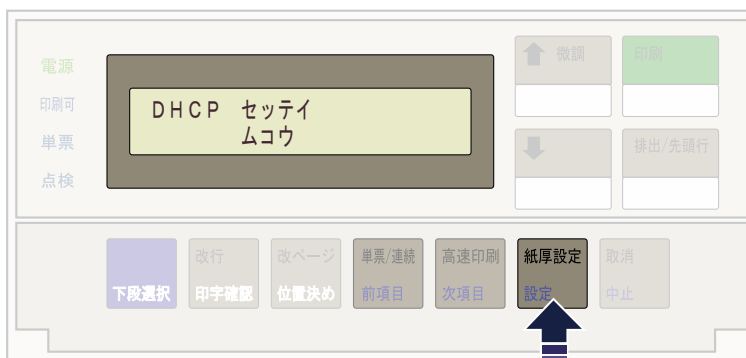 電源
印刷可
単票
点検
DHCP セッテイ
ムコウ
微調
印刷
排出/先頭行
改行
改ページ
単票/連続
高速印刷
紙厚設定
取消
下段選択
印字確認
位置決め
前項目
次項目
設定
中止